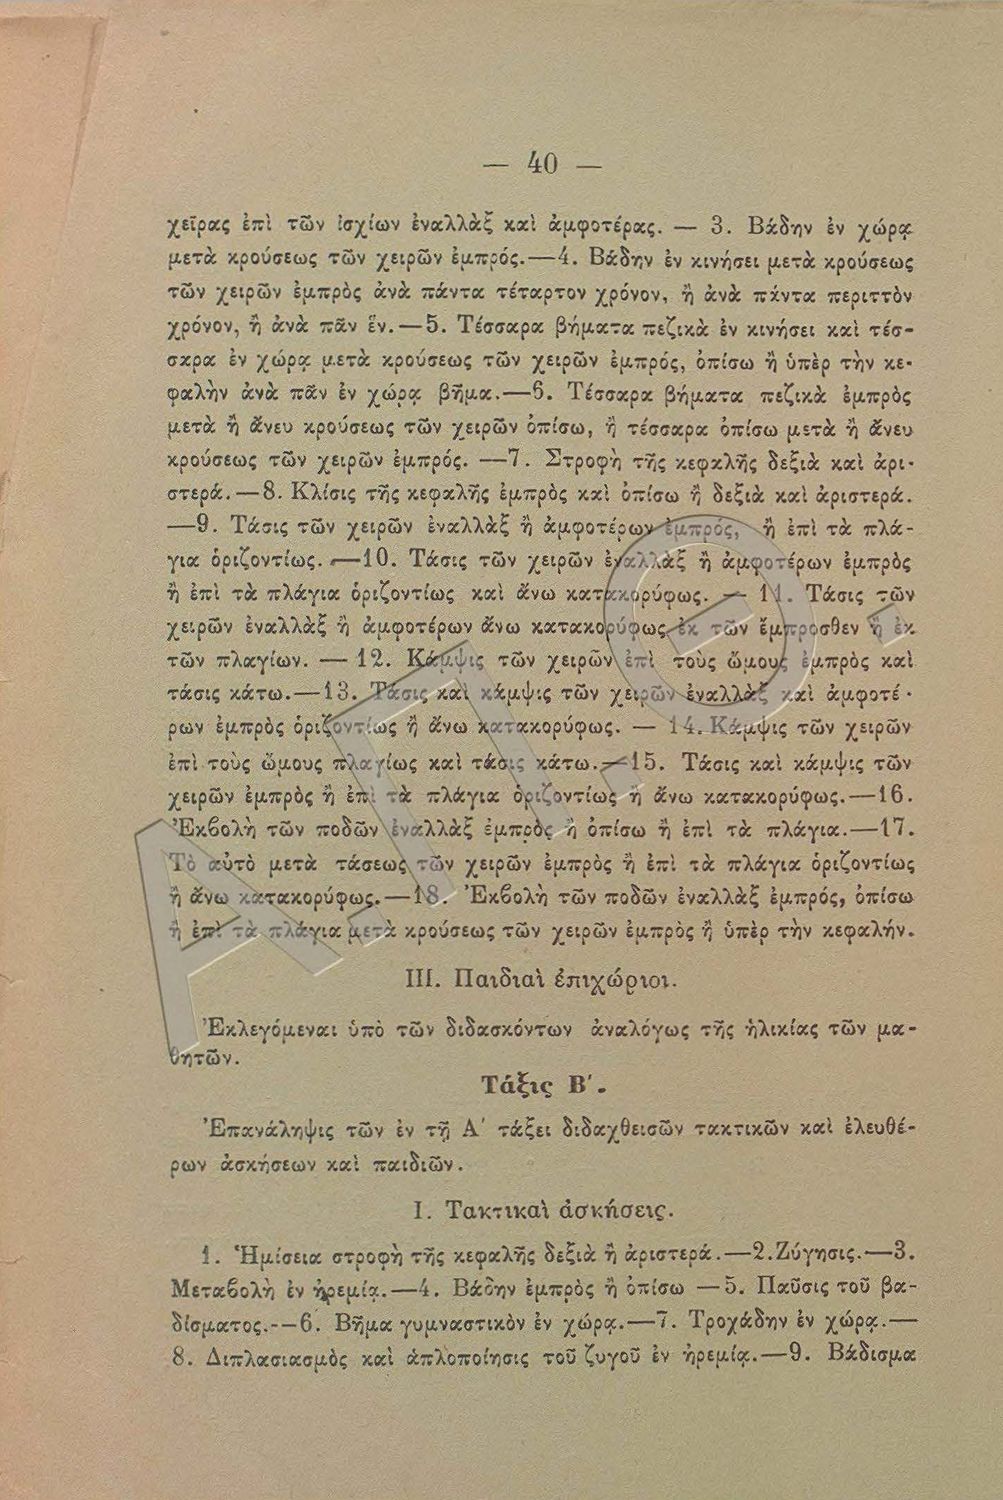 — 40 —
χεῖρας ἐπὶ τῶν ἰσχίων ἐναλλὰξ καὶ ἀμφοτέρας. — 3. Βάδην ἐν χώρᾳ
μετὰ κρούσεως τῶν χειρῶν ἐμπρός.—4. Βάδην ἐν κινήσει μετὰ κρούσεως
τῶν χειρῶν ἐμπρὸς ἀνὰ πάντα τέταρτον χρόνον, ἢ ἀνὰ πάντα περιττὸν
χρόνον, ἢ ἀνὰ πᾶν ἕν.—5. Τέσσαρα βήματα πεζικὰ ἐν κινήσει καὶ τέσ-
σαρα ἐν χώρᾳ μετὰ κρούσεως τῶν χειρῶν ἐμπρός, ὀπίσω ἢ ὑπὲρ τὴν κε-
φαλὴν ἀνὰ πᾶν ἐν χώρᾳ βῆμα.—6. Τέσσαρα βήματα πεζικὰ ἐμπρὸς
μετὰ ἢ ἄνευ κρούσεως τῶν χειρῶν ὀπίσω, ἢ τέσσαρα ὀπίσω μετὰ ἢ ἄνευ
κρούσεως τῶν χειρῶν ἐμπρός. —7. Στροφὴ τῆς κεφαλῆς δεξιὰ καὶ ἀρι-
στερά.—8. Κλίσις τῆς κεφαλῆς ἐμπρὸς καὶ ὀπίσω ἢ δεξιὰ καὶ ἀριστερά.
—9. Τάσις τῶν χειρῶν ἐναλλὰξ ἢ ἀμφοτέρων ἐμπρός, ἢ ἐπὶ τὰ πλά-
για ὁριζοντίως.—10. Τάσις τῶν χειρῶν ἐναλλὰξ ἢ ἀμφοτέρων ἐμπρὸς
ἢ ἐπὶ τὰ πλάγια ὁριζοντίως καὶ ἄνω κατακορύφως. — 11. Τάσις τῶν
χειρῶν ἐναλλὰξ ἢ ἀμφοτέρων ἄνω κατακορύφως ἐκ τῶν ἔμπροσθεν ἢ ἐκ
τῶν πλαγίων. — 12. Κάμψις τῶν χειρῶν ἐπὶ τοὺς ὤμους ἐμπρὸς καὶ
τάσις κάτω.—13. Τάσις καὶ κάμψις τῶν χειρῶν ἐναλλὰξ καὶ ἀμφοτέ-
ρων ἐμπρὸς ὁριζοντίως ἢ ἄνω κατακορύφως. — 14. Κάμψις τῶν χειρῶν
ἐπὶ τοὺς ὤμους πλαγίως καὶ τάσις κάτω.—15. Τάσις καὶ κάμψις τῶν
χειρῶν ἐμπρὸς ἢ ἐπὶ τὰ πλάγια ὁριζοντίως ἢ ἄνω κατακορύφως.—16.
Ἐκβολὴ τῶν ποδῶν ἐναλλὰξ ἐμπρὸς ἢ ὀπίσω ἢ ἐπὶ τὰ πλάγια.—17.
Τὸ αὐτὸ μετὰ τάσεως τῶν χειρῶν ἐμπρὸς ἢ ἐπὶ τὰ πλάγια ὁριζοντίως
ἢ ἄνω κατακορύφως.—18. Ἐκβολὴ τῶν ποδῶν ἐναλλὰξ ἐμπρός, ὀπίσω
ἢ ἐπὶ τὰ πλάγια μετὰ κρούσεως τῶν χειρῶν ἐμπρὸς ἢ ὑπὲρ τὴν κεφαλήν.
III. Παιδιαὶ ἐπιχώριοι.
Ἐκλεγόμεναι ὑπὸ τῶν διδασκόντων ἀναλόγως τῆς ἡλικίας τῶν μα-
θητῶν.
Τάξις Β'.
Ἐπανάληψις τῶν ἐν τῇ Α' τάξει διδαχθεισῶν τακτικῶν καὶ ἐλευθέ-
ρων ἀσκήσεων καὶ παιδιῶν.
I. Τακτικαὶ ἀσκήσεις.
1. Ἡμίσεια στροφὴ τῆς κεφαλῆς δεξιὰ ἢ ἀριστερά.—2.Ζύγησις.—3.
Μεταβολὴ ἐν ἠρεμίᾳ.—4. Βάδην ἐμπρὸς ἢ ὀπίσω —5. Παῦσις τοῦ βα-
δίσματος.--6. Βῆμα γυμναστικὸν ἐν χώρᾳ.—7. Τροχάδην ἐν χώρᾳ.—
8. Διπλασιασμὸς καὶ ἁπλοποίησις τοῦ ζυγοῦ ἐν ἠρεμίᾳ.—9. Βάδισμα